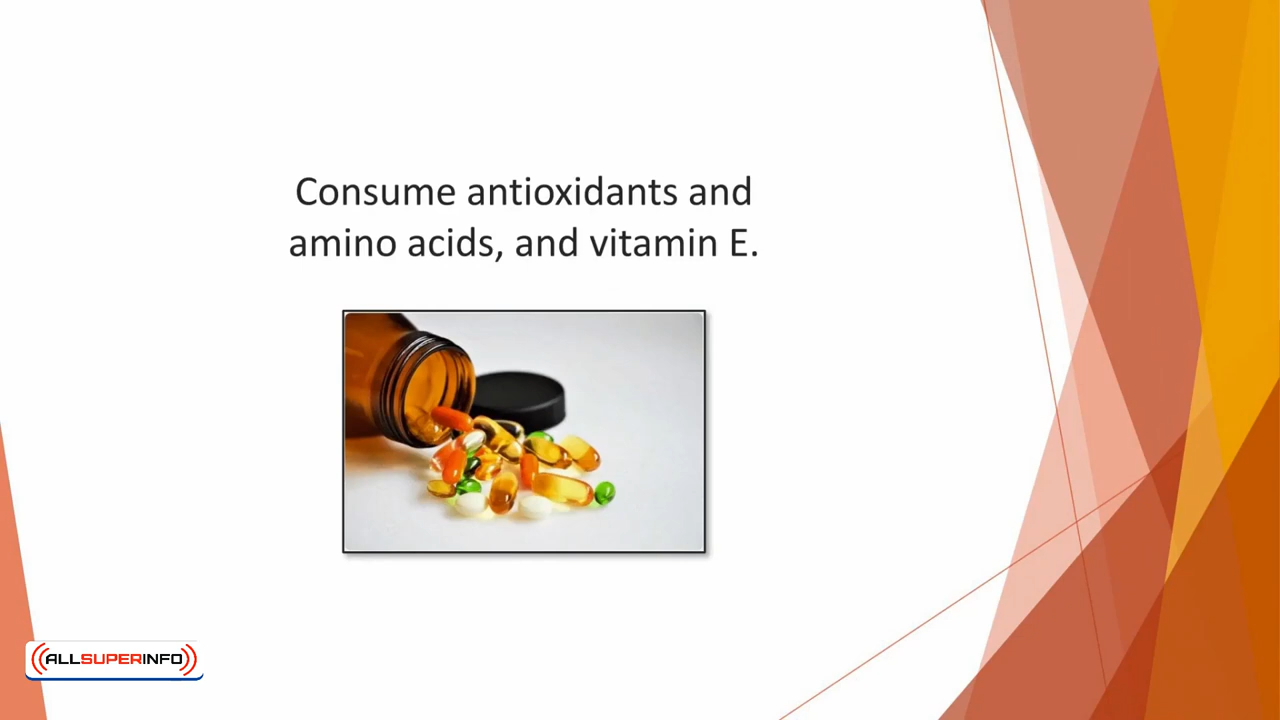 Consume antioxidants and
amino acids, and vitamin E.
ALLSUPERINFO